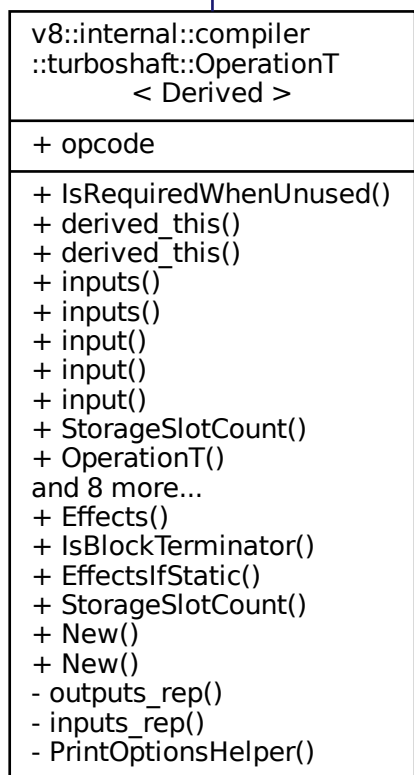 v8::internal::compiler
::turboshaft::OperationT
< Derived >
+ opcode
+ IsRequiredWhenUnused()
+ derived_this()
+ derived_this()
+ inputs()
+ inputs()
+ input()
+ input()
+ input()
+ StorageSlotCount()
+ OperationT()
and 8 more...
+ Effects()
+ IsBlockTerminator()
+ EffectsIfStatic()
+ StorageSlotCount()
+ New()
+ New()
- outputs_rep()
- inputs_rep()
- PrintOptionsHelper()